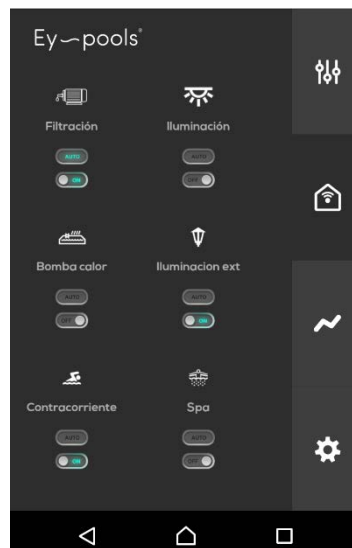 Ey-pools®
Filtración Iluminación
AUTO AUTO
ON OFF
Bomba calor Iluminacion ext
AUTO AUTO
OFF ON
Contracorriente Spa
AUTO AUTO
ON OFF